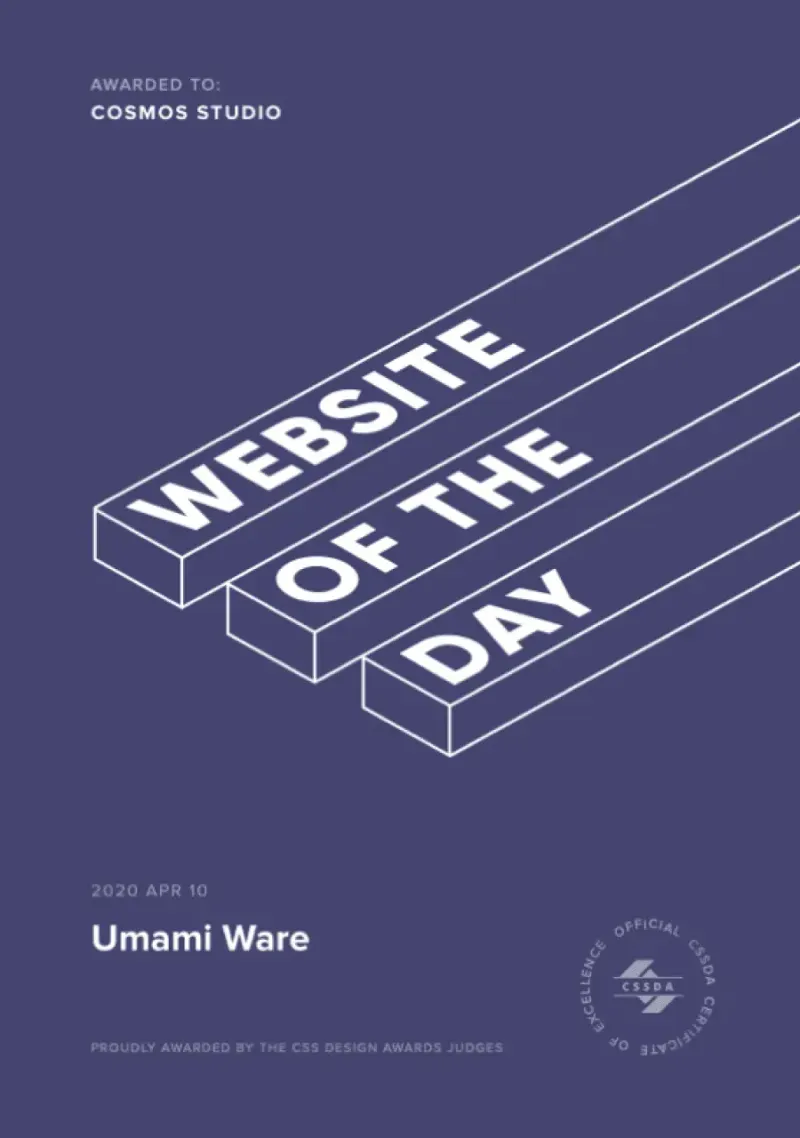 AWARDED TO:
COSMOS STUDIO
WEBSITE
OF THE
DAY
2020 APR 10
Umami Ware
OFFICIAL CSSDA CERTIFICATE OF EXCELLENCE
CSSDA
PROUDLY AWARDED BY THE CSS DESIGN AWARDS JUDGES